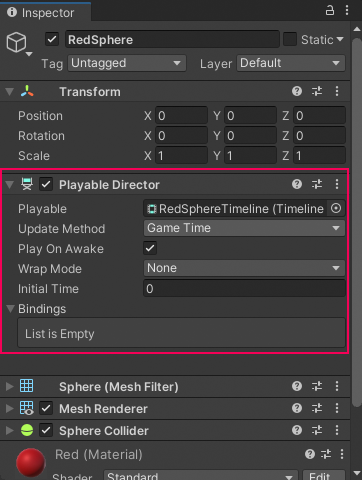 Inspector
RedSphere Static
Tag Untagged Layer Default
Transform
Position X 0 Y 0 Z 0
Rotation X 0 Y 0 Z 0
Scale X 1 Y 1 Z 1
Playable Director
Playable RedSphereTimeline (Timeline
Update Method Game Time
Play On Awake
Wrap Mode None
Initial Time 0
Bindings
List is Empty
Sphere (Mesh Filter)
Mesh Renderer
Sphere Collider
Red (Material)
Shader Standard Edit